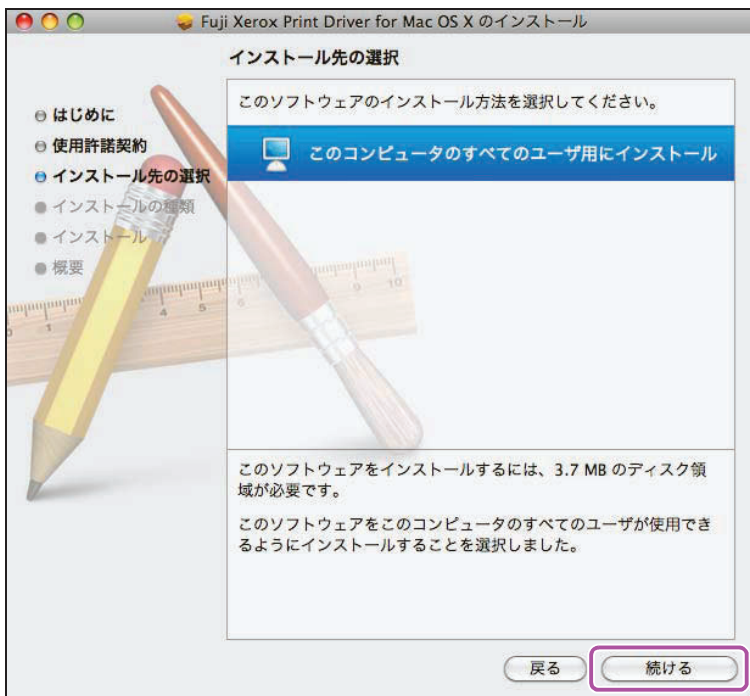 Fuji Xerox Print Driver for Mac OS X のインストール
インストール先の選択
はじめに
使用許諾契約
インストール先の選択
インストールの種類
インストール
概要
このソフトウェアのインストール方法を選択してください。
このコンピュータのすべてのユーザ用にインストール
このソフトウェアをインストールするには、3.7 MB のディスク領
域が必要です。
このソフトウェアをこのコンピュータのすべてのユーザが使用でき
るようにインストールすることを選択しました。
0 1 4 5 6 9 10
戻る
続ける